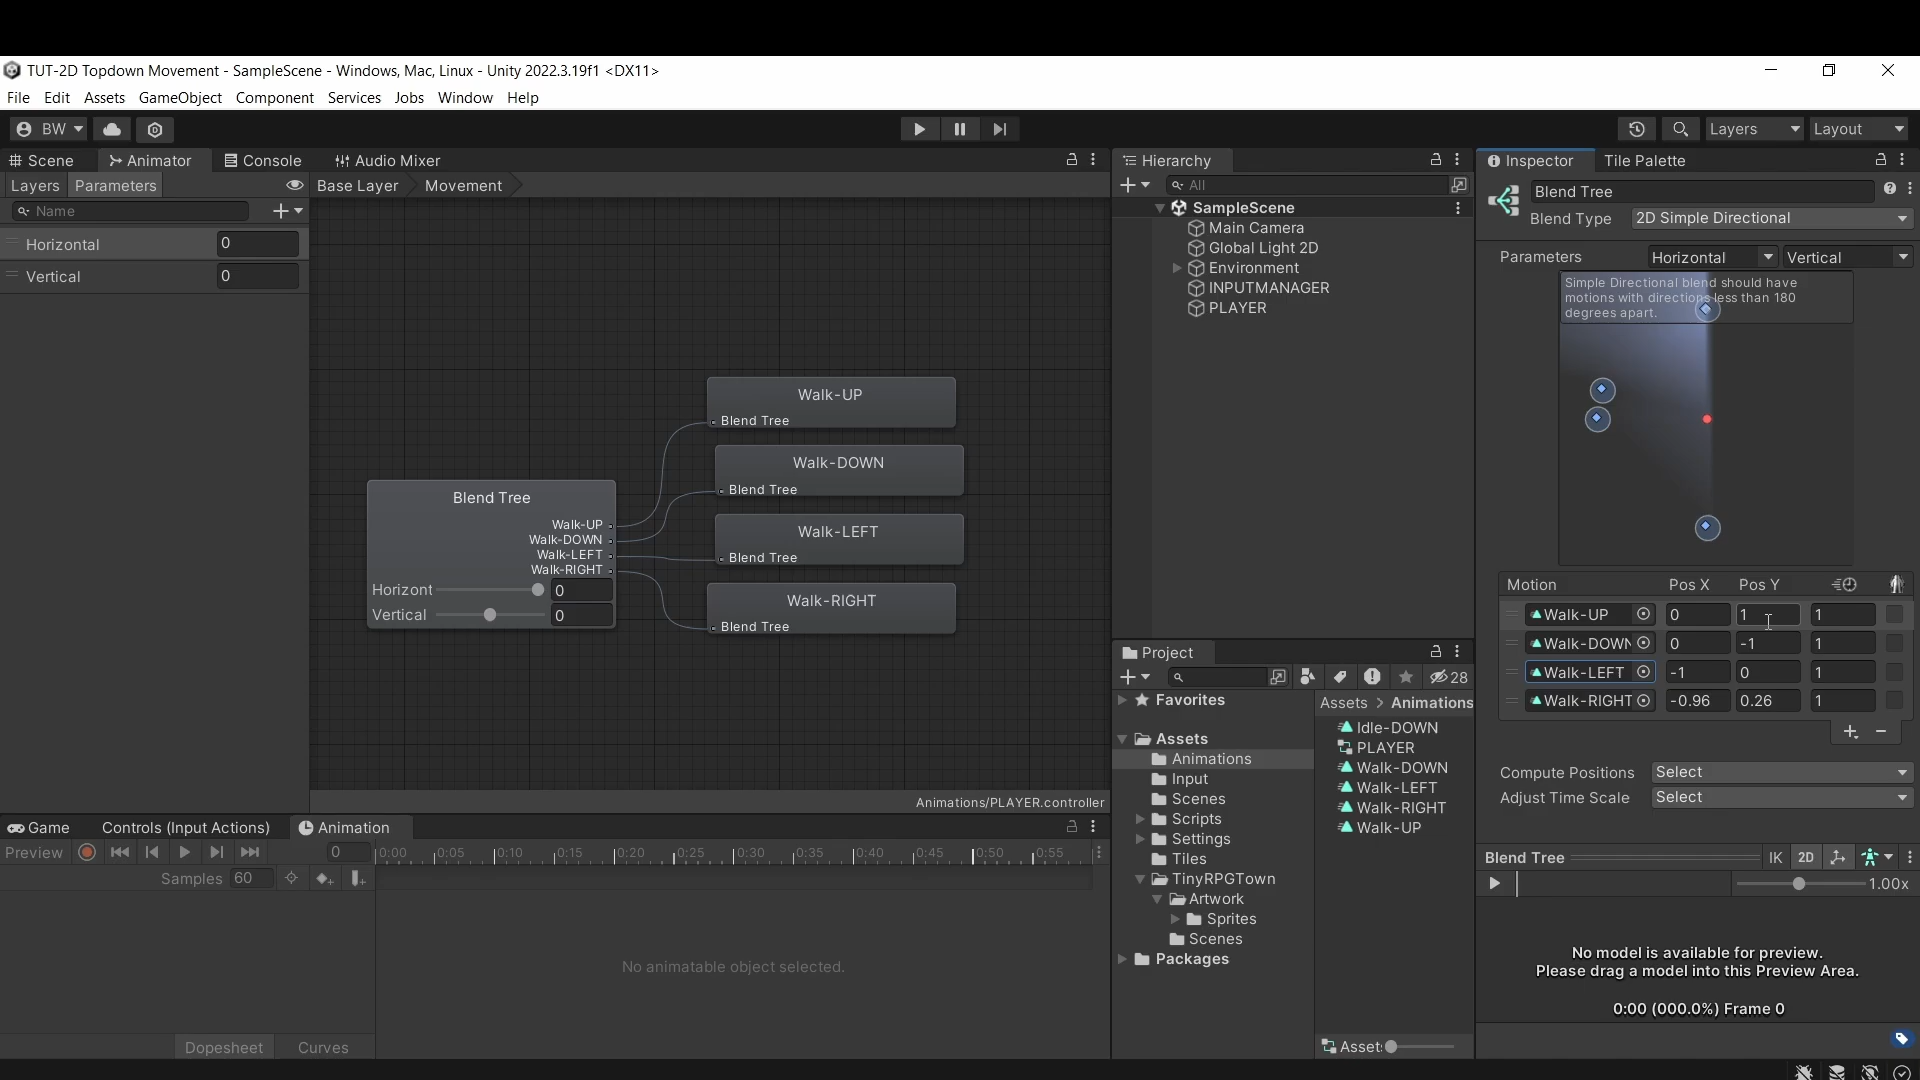 TUT-2D Topdown Movement - SampleScene - Windows, Mac, Linux - Unity 2022.3.19f1 <DX11>
File Edit Assets GameObject Component Services Jobs Window Help
BW
Layers Layout
Scene Animator Console Audio Mixer
Layers Parameters Base Layer Movement
Name
Horizontal 0
Vertical 0
Walk-UP
Blend Tree
Walk-DOWN
Blend Tree
Walk-LEFT
Blend Tree
Walk-RIGHT
Blend Tree
Blend Tree
Walk-UP
Walk-DOWN
Walk-LEFT
Walk-RIGHT
Horizont 0
Vertical 0
Animations/PLAYER.controller
Game Controls (Input Actions) Animation
Preview 0 0:00 0:05 0:10 0:15 0:20 0:25 0:30 0:35 0:40 0:45 0:50 0:55
Samples 60
No animatable object selected.
Dopesheet Curves
Hierarchy
All
SampleScene
Main Camera
Global Light 2D
Environment
INPUTMANAGER
PLAYER
Project
28
Favorites
Assets
Animations
Input
Scenes
Scripts
Settings
Tiles
TinyRPGTown
Artwork
Sprites
Scenes
Packages
Assets > Animations
Idle-DOWN
PLAYER
Walk-DOWN
Walk-LEFT
Walk-RIGHT
Walk-UP
Asset
Inspector Tile Palette
Blend Tree
Blend Type 2D Simple Directional
Parameters Horizontal Vertical
Simple Directional blend should have
motions with directions less than 180
degrees apart.
Motion Pos X Pos Y
Walk-UP 0 1 1
Walk-DOWN 0 -1 1
Walk-LEFT -1 0 1
Walk-RIGHT -0.96 0.26 1
Compute Positions Select
Adjust Time Scale Select
Blend Tree IK 2D
1.00x
No model is available for preview.
Please drag a model into this Preview Area.
0:00 (000.0%) Frame 0